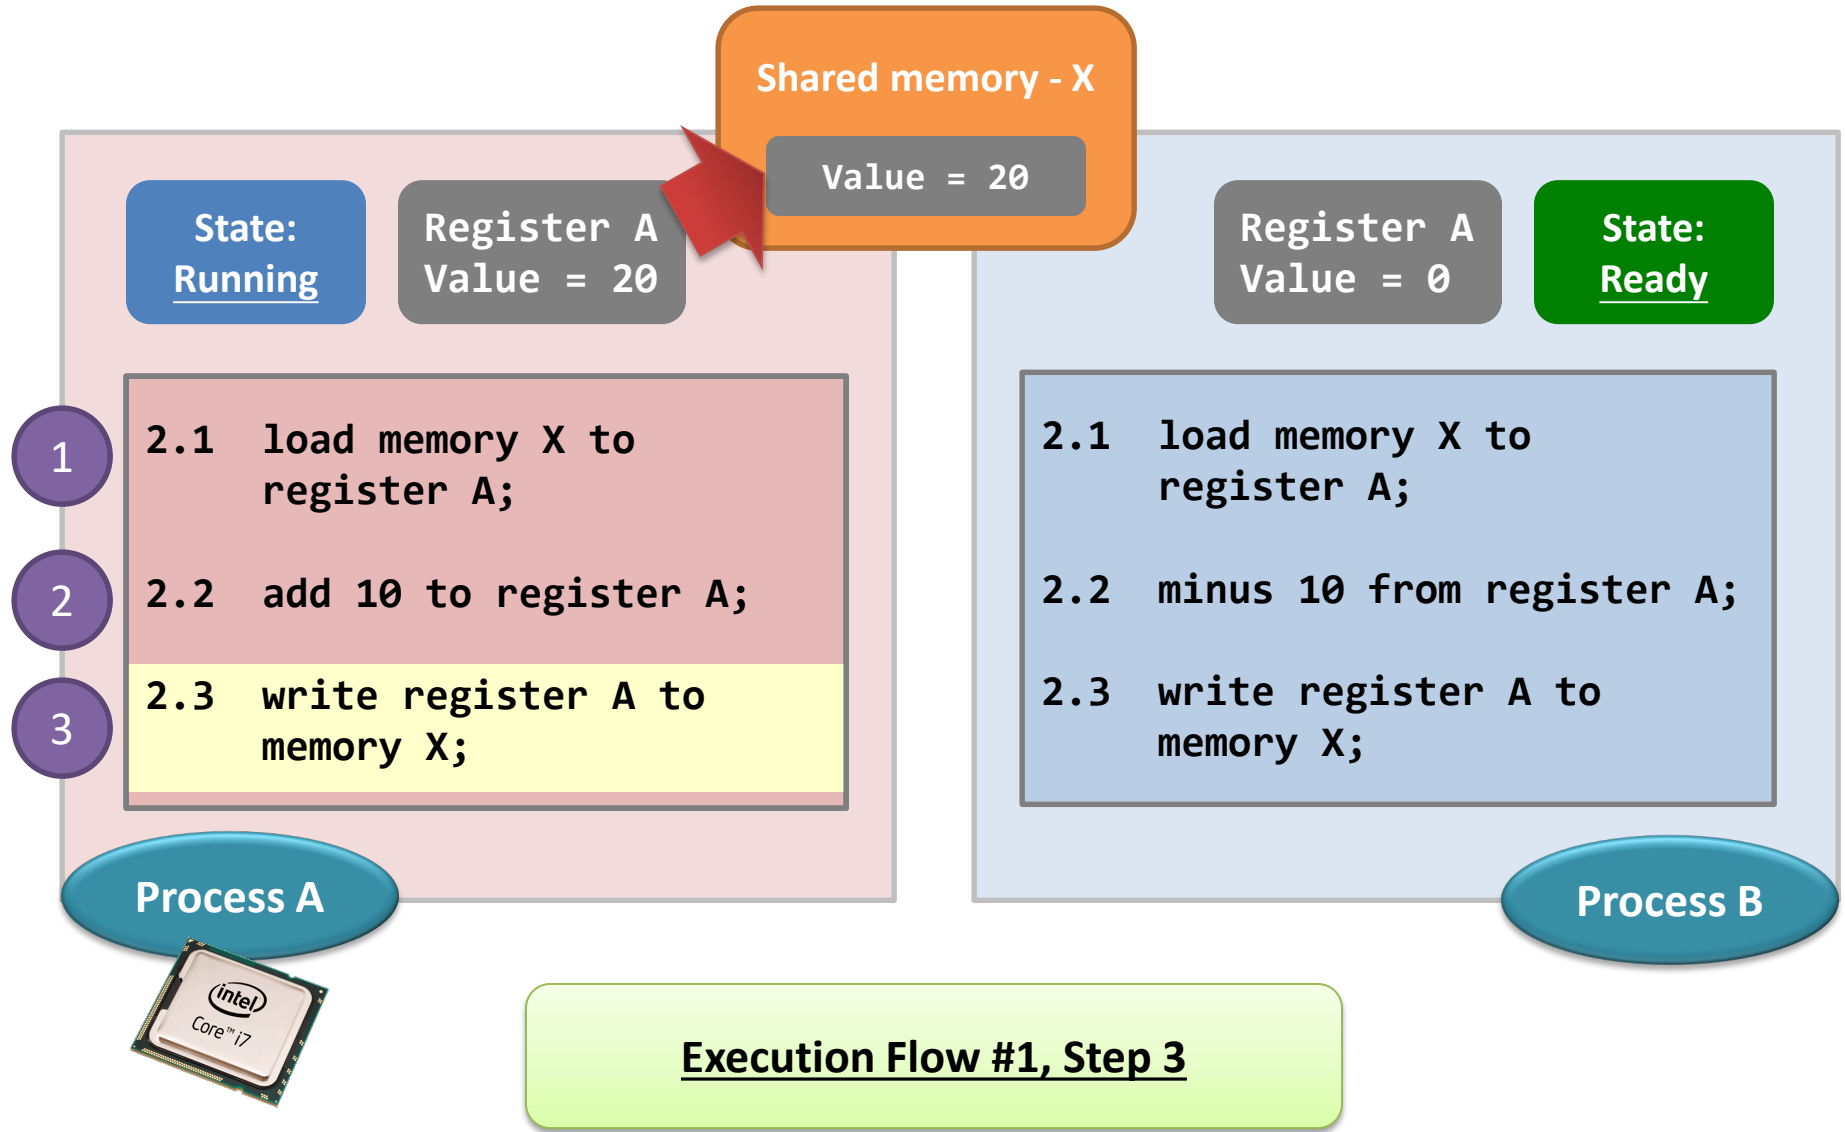 Shared memory - X
Value = 20
State:
Running
Register A
Value = 20
Register A
Value = 0
State:
Ready
1
2.1 load memory X to
register A;
2
2.2 add 10 to register A;
3
2.3 write register A to
memory X;
2.1 load memory X to
register A;
2.2 minus 10 from register A;
2.3 write register A to
memory X;
Process A
Process B
intel
Core™ i7
Execution Flow #1, Step 3